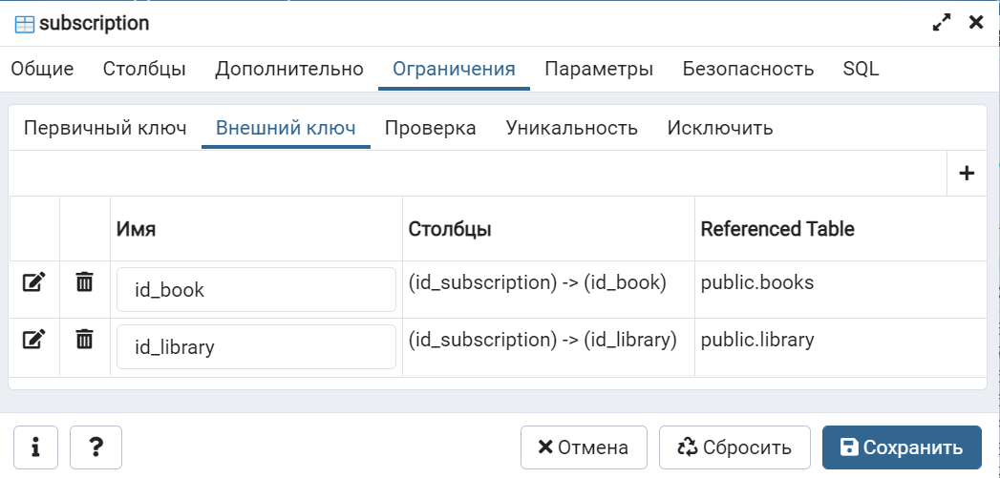 subscription
Общие Столбцы Дополнительно Ограничения Параметры Безопасность SQL
Первичный ключ Внешний ключ Проверка Уникальность Исключить
+
Имя Столбцы Referenced Table
id_book (id_subscription) -> (id_book) public.books
id_library (id_subscription) -> (id_library) public.library
i ? Отмена Сбросить Сохранить